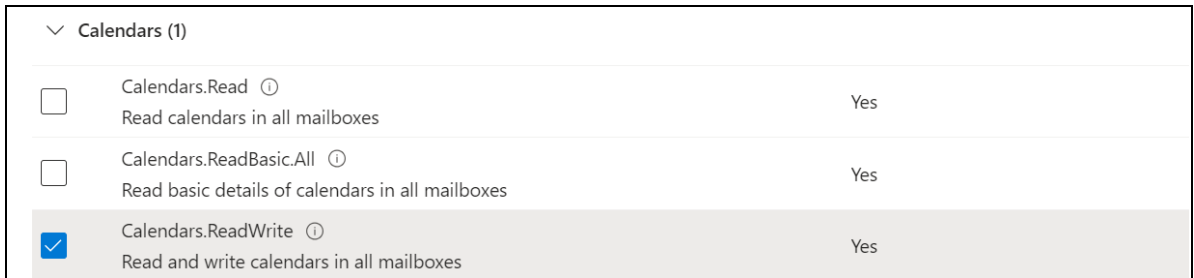 Calendars (1)
Calendars.Read
Read calendars in all mailboxes
Yes
Calendars.ReadBasic.All
Read basic details of calendars in all mailboxes
Yes
Calendars.ReadWrite
Read and write calendars in all mailboxes
Yes